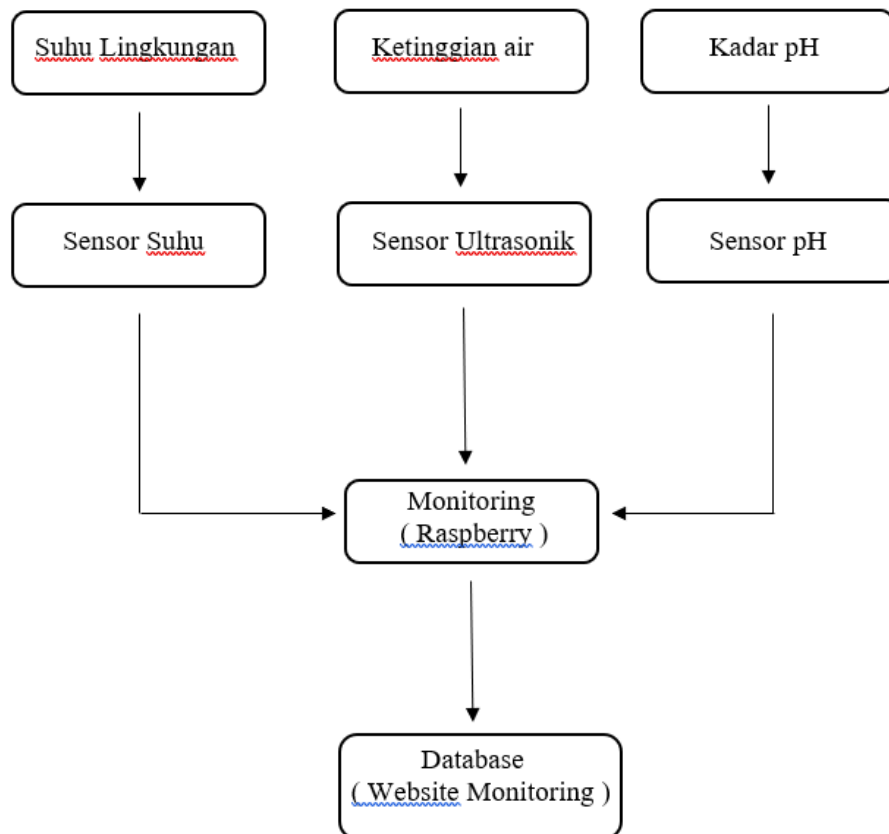 Suhu Lingkungan
Ketinggian air
Kadar pH
Sensor Suhu
Sensor Ultrasonik
Sensor pH
Monitoring
( Raspberry )
Database
( Website Monitoring )